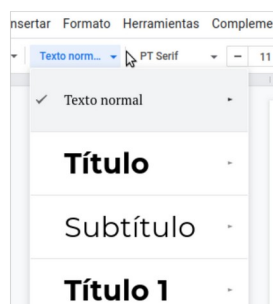 nsertar Formato Herramientas Compleme
Texto norm... PT Serif – 11
Texto normal
Título
Subtítulo
Título 1